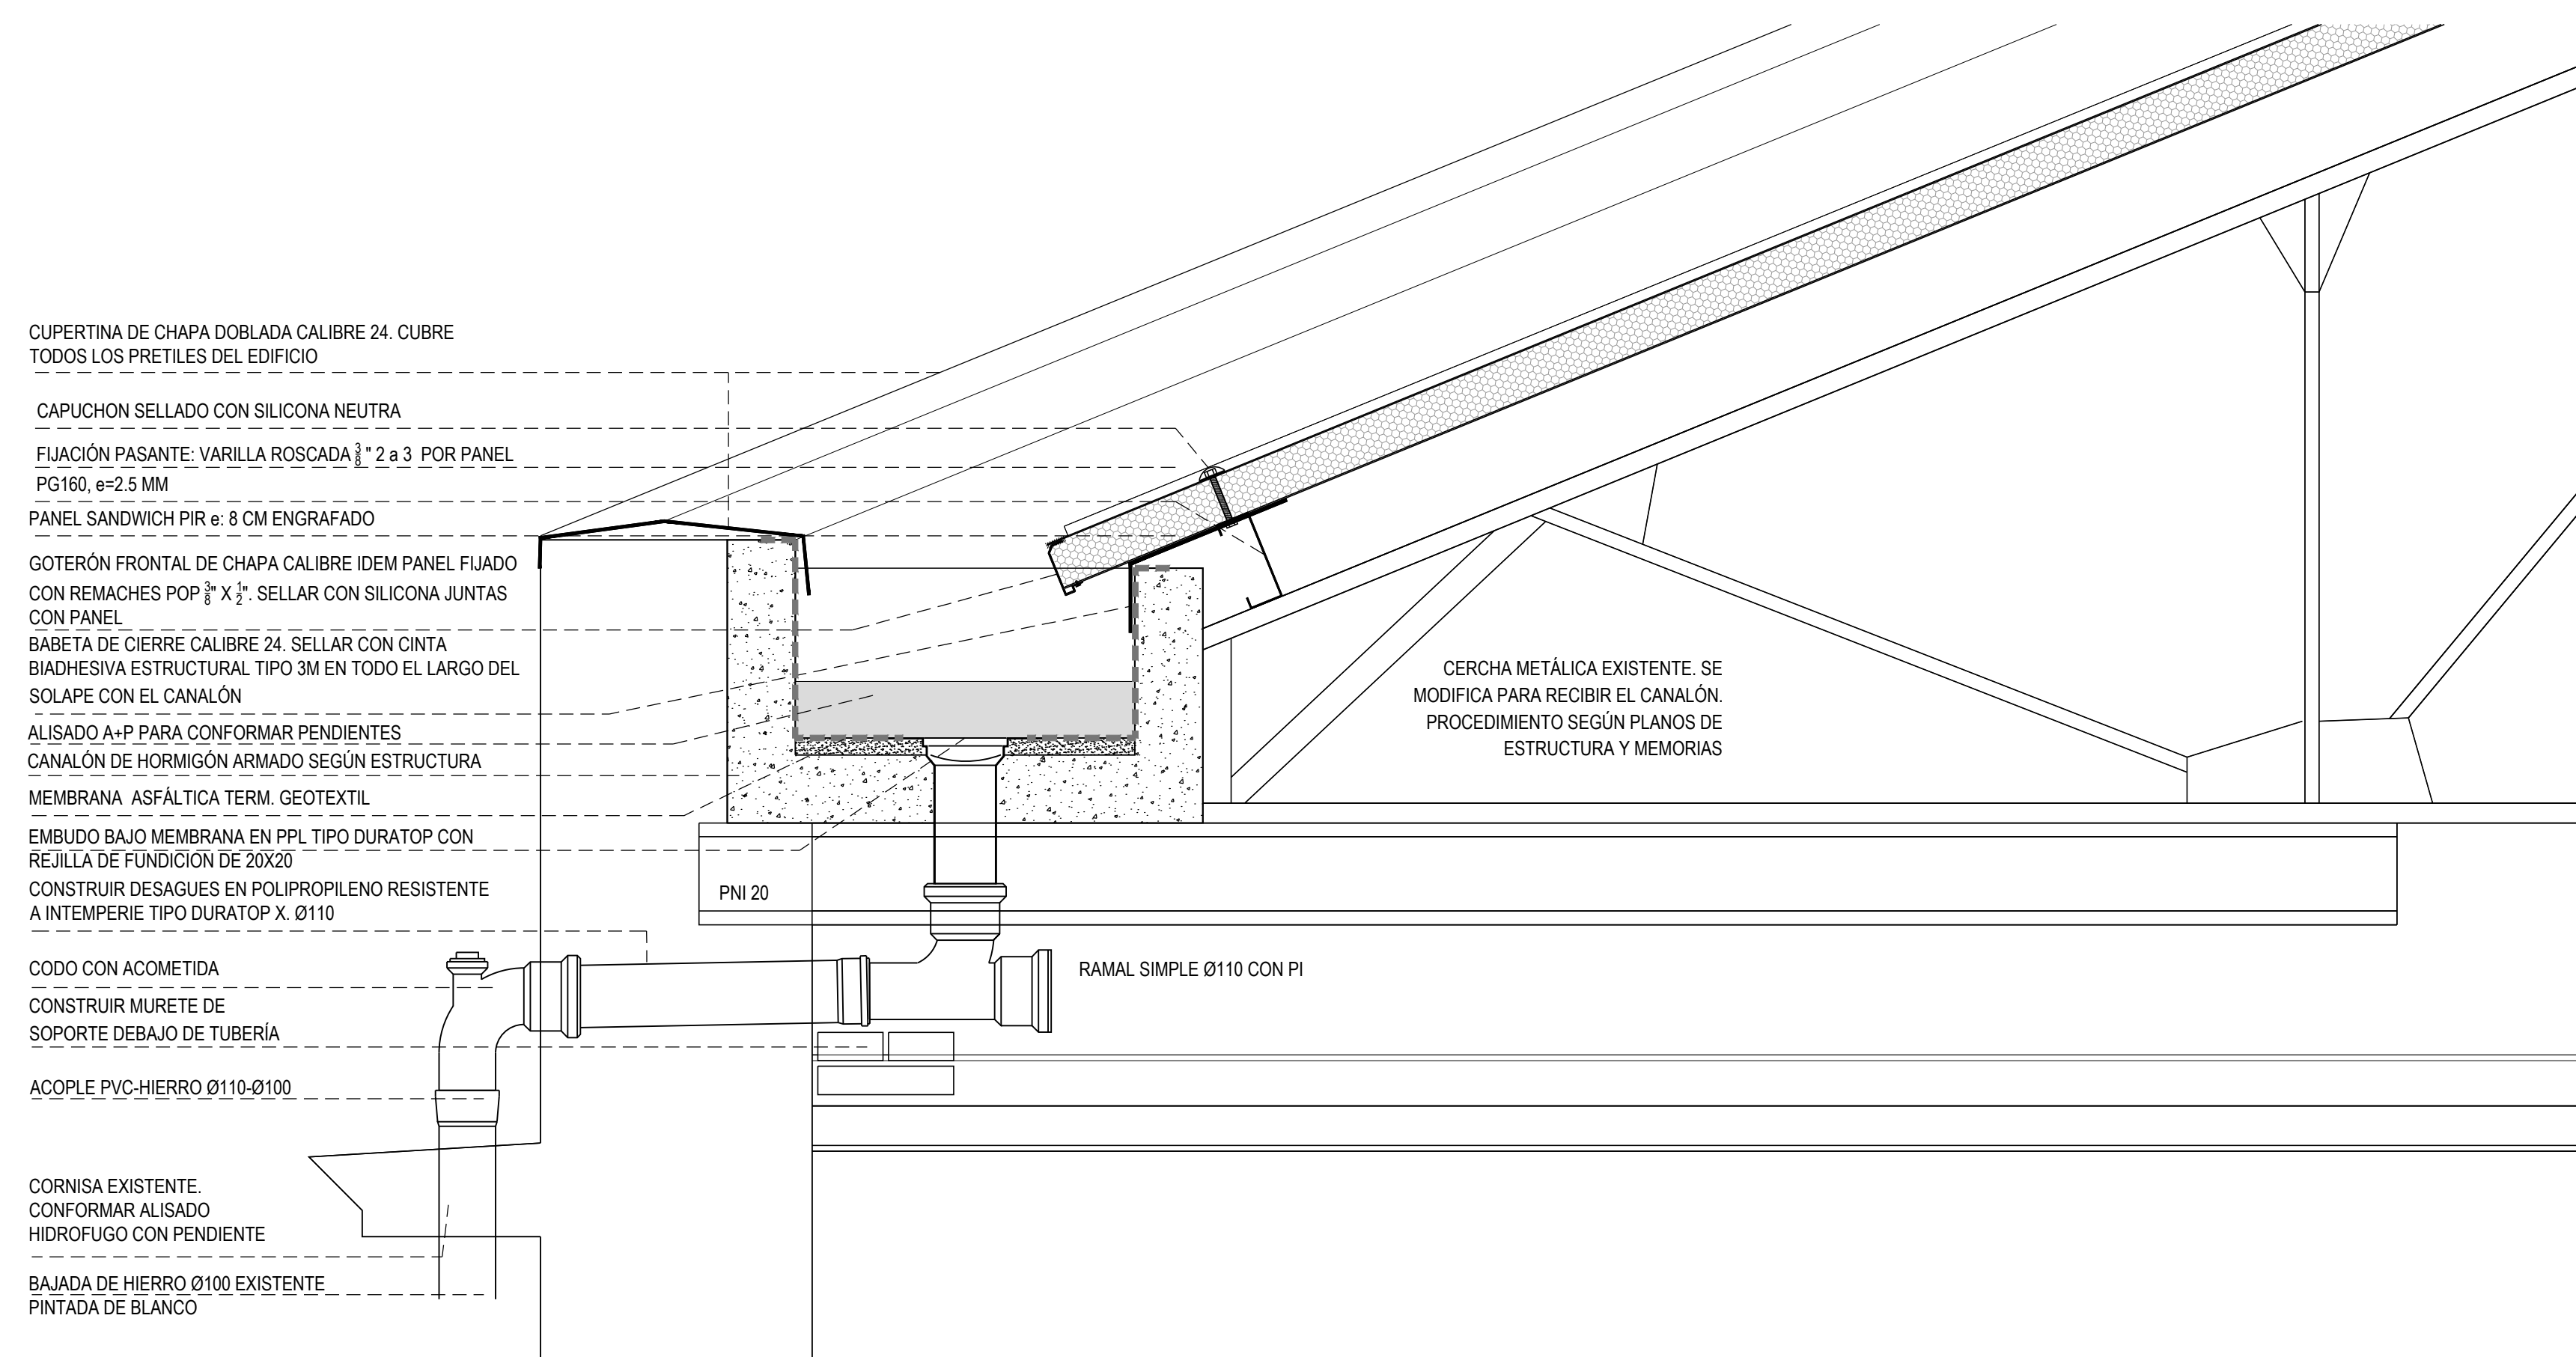 CUPERTINA DE CHAPA DOBLADA CALIBRE 24. CUBRE
TODOS LOS PRETILES DEL EDIFICIO
CAPUCHON SELLADO CON SILICONA NEUTRA
FIJACIÓN PASANTE: VARILLA ROSCADA 3/8 " 2 a 3 POR PANEL
PG160, e=2.5 MM
PANEL SANDWICH PIR e: 8 CM ENGRAFADO
GOTERÓN FRONTAL DE CHAPA CALIBRE IDEM PANEL FIJADO
CON REMACHES POP 3/8" X 1/2". SELLAR CON SILICONA JUNTAS
CON PANEL
BABETA DE CIERRE CALIBRE 24. SELLAR CON CINTA
BIADHESIVA ESTRUCTURAL TIPO 3M EN TODO EL LARGO DEL
SOLAPE CON EL CANALÓN
ALISADO A+P PARA CONFORMAR PENDIENTES
CANALÓN DE HORMIGÓN ARMADO SEGÚN ESTRUCTURA
MEMBRANA ASFÁLTICA TERM. GEOTEXTIL
EMBUDO BAJO MEMBRANA EN PPL TIPO DURATOP CON
REJILLA DE FUNDICION DE 20X20
CONSTRUIR DESAGUES EN POLIPROPILENO RESISTENTE
A INTEMPERIE TIPO DURATOP X. Ø110
CODO CON ACOMETIDA
CONSTRUIR MURETE DE
SOPORTE DEBAJO DE TUBERÍA
ACOPLE PVC-HIERRO Ø110-Ø100
CORNISA EXISTENTE.
CONFORMAR ALISADO
HIDROFUGO CON PENDIENTE
BAJADA DE HIERRO Ø100 EXISTENTE
PINTADA DE BLANCO
PNI 20
RAMAL SIMPLE Ø110 CON PI
CERCHA METÁLICA EXISTENTE. SE
MODIFICA PARA RECIBIR EL CANALÓN.
PROCEDIMIENTO SEGÚN PLANOS DE
ESTRUCTURA Y MEMORIAS